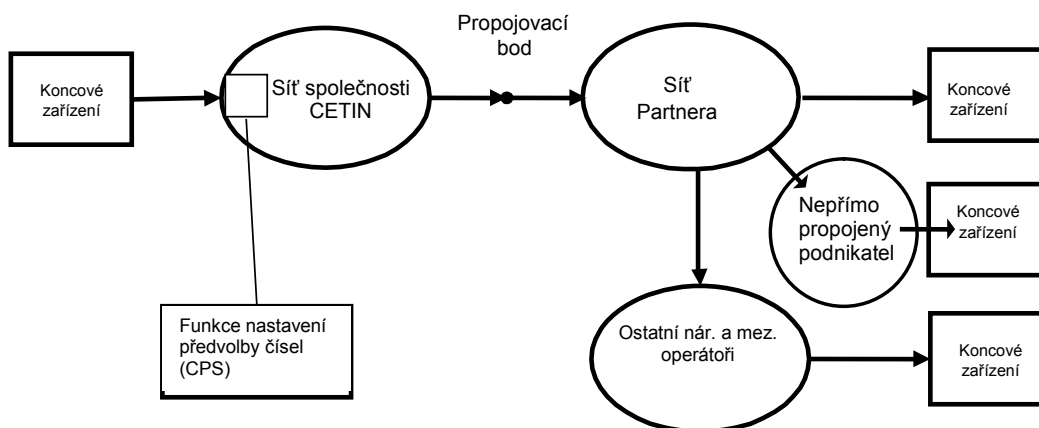 Propojovací
bod
Koncové
zařízení
Síť společnosti
CETIN
Síť
Partnera
Koncové
zařízení
Nepřímo
propojený
podnikatel
Koncové
zařízení
Funkce nastavení
předvolby čísel
(CPS)
Ostatní nár. a mez.
operátoři
Koncové
zařízení